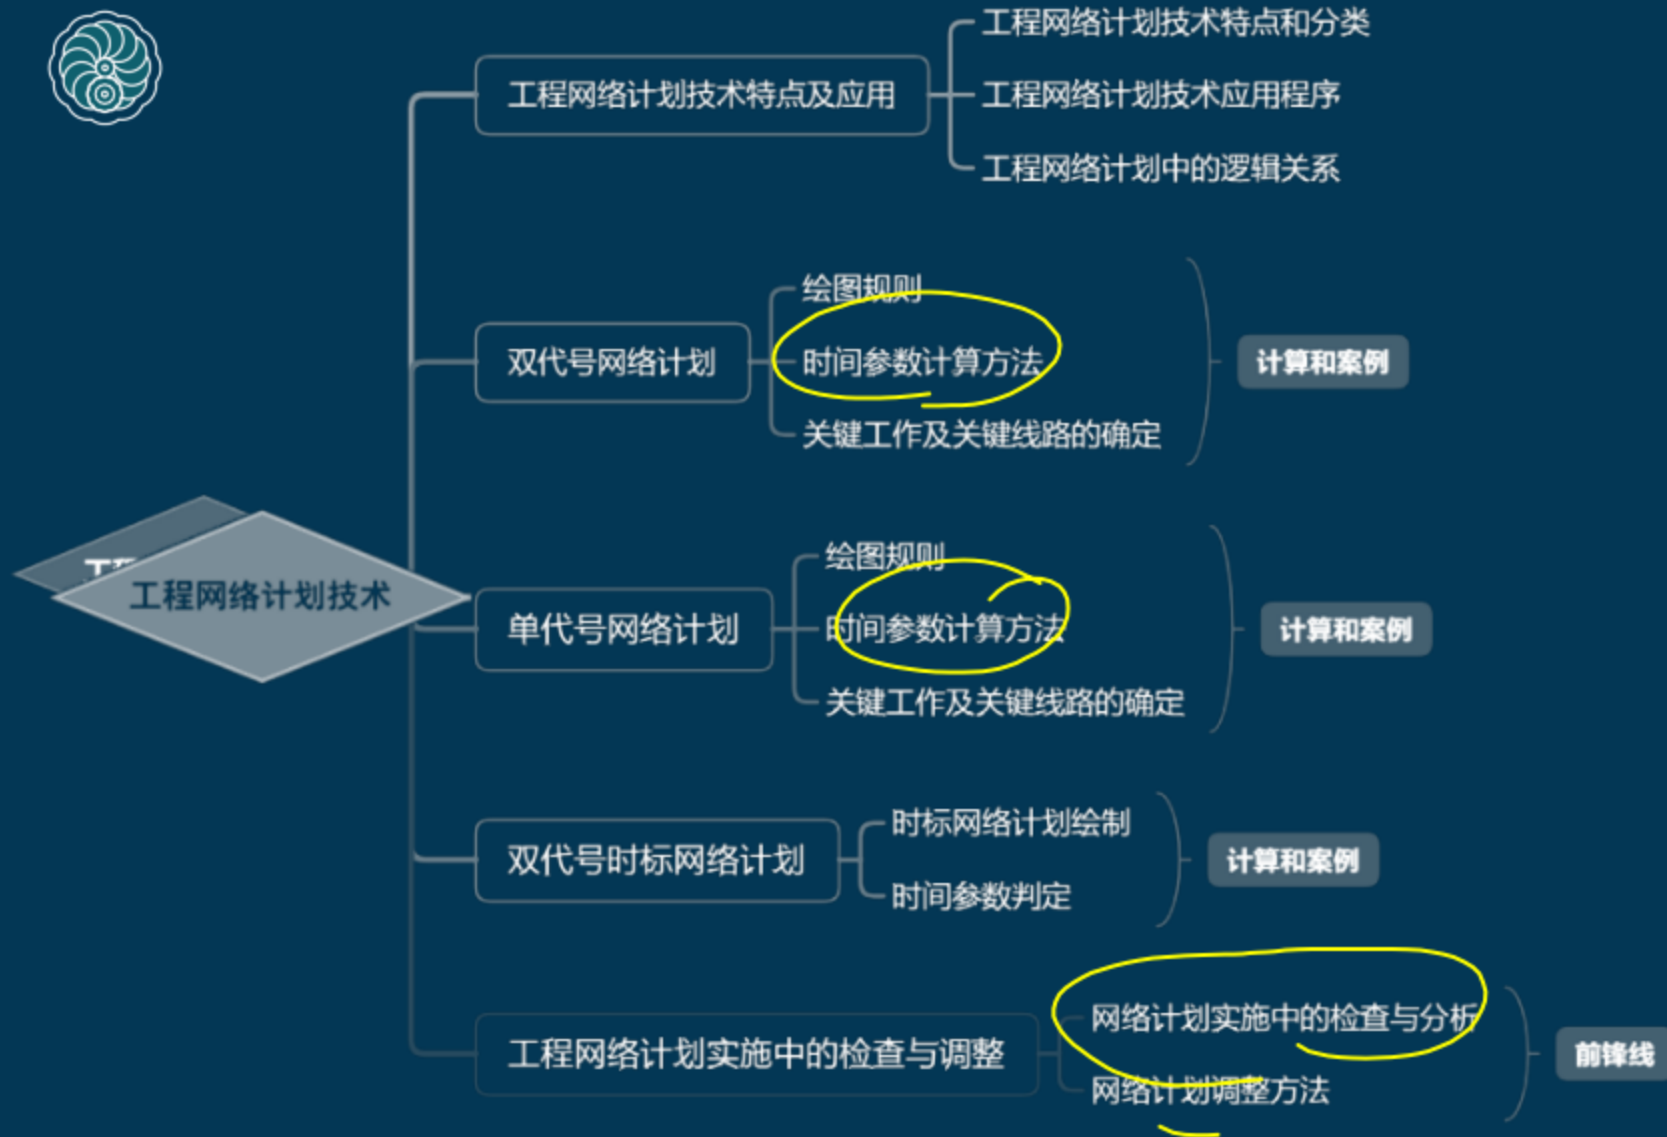 工程网络计划技术
工程网络计划技术特点及应用
工程网络计划技术特点和分类
工程网络计划技术应用程序
工程网络计划中的逻辑关系
双代号网络计划
绘图规则
时间参数计算方法
关键工作及关键线路的确定
计算和案例
单代号网络计划
绘图规则
时间参数计算方法
关键工作及关键线路的确定
计算和案例
双代号时标网络计划
时标网络计划绘制
时间参数判定
计算和案例
工程网络计划实施中的检查与调整
网络计划实施中的检查与分析
网络计划调整方法
前锋线